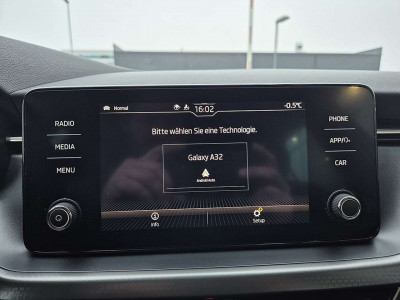 Normal 16:02 -0.5°C
RADIO
MEDIA
MENU
Bitte wählen Sie eine Technologie.
Galaxy A32
Android Auto
Info
Setup
PHONE
APP/
CAR